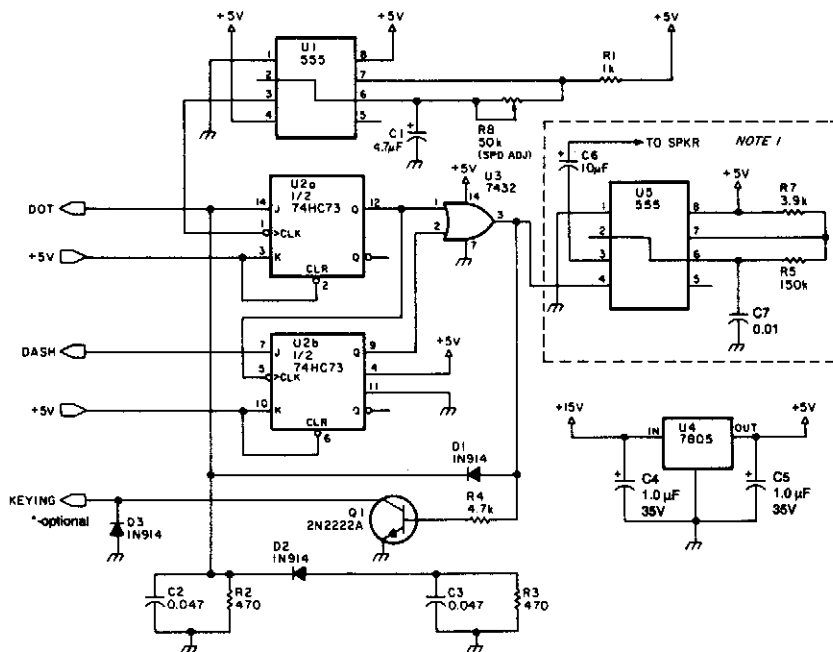 +5V
+5V
+5V
U1
555
1
2
3
4
8
7
6
5
R1
1k
C1
4.7µF
+
R8
50k
(SPD ADJ)
NOTE 1
TO SPKR
C6
10µF
+
U5
555
1
2
3
4
8
7
6
5
+5V
R7
3.9k
R5
150k
C7
0.01
DOT
+5V
14
1
3
J
>CLK
K
U2a
1/2
74HC73
Q
Q
CLR
2
12
+5V
U3
7432
14
1
2
3
7
DASH
+5V
7
5
10
J
>CLK
K
U2b
1/2
74HC73
Q
Q
CLR
6
9
4
11
+5V
+15V
IN
U4
7805
OUT
+5V
+
C4
1.0 µF
35V
+
C5
1.0 µF
35V
D1
1N914
KEYING
*-optional
D3
1N914
Q1
2N2222A
R4
4.7k
D2
1N914
C2
0.047
R2
470
C3
0.047
R3
470